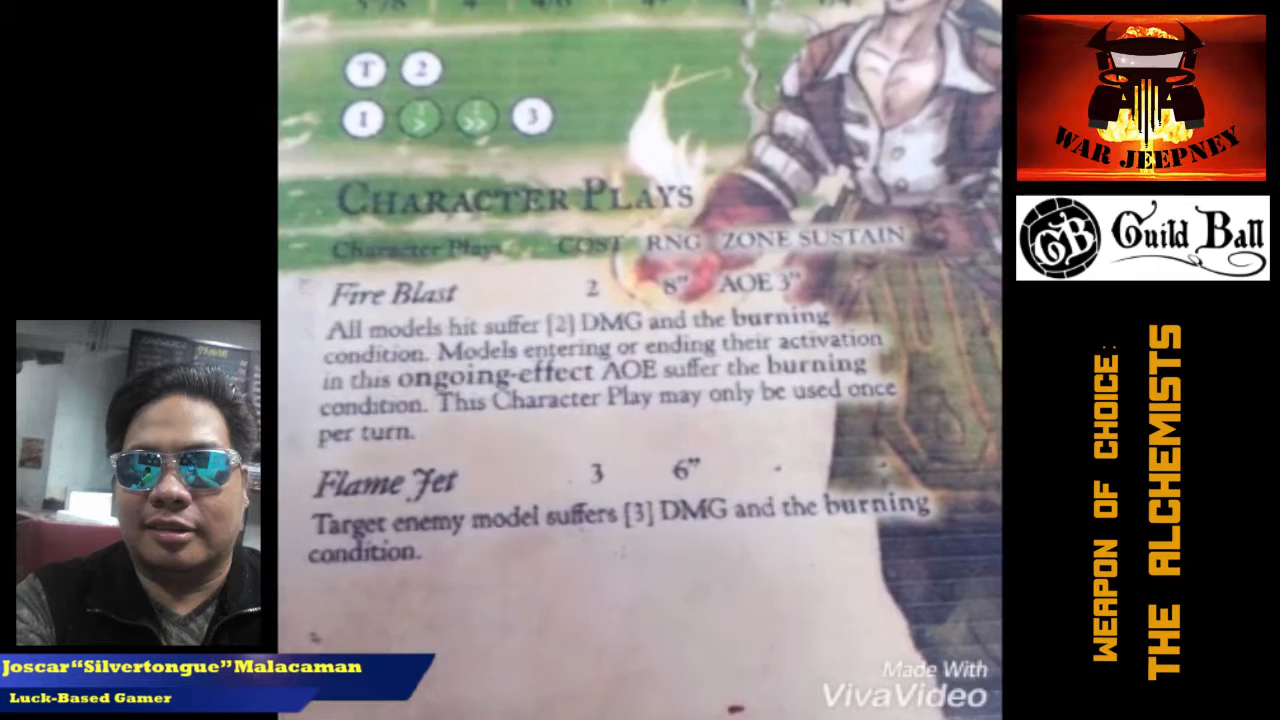 T 2
1 > >> 3
CHARACTER PLAYS
Character Plays COST RNG ZONE SUSTAIN
Fire Blast 2 8" AOE 3"
All models hit suffer [2] DMG and the burning
condition. Models entering or ending their activation
in this ongoing-effect AOE suffer the burning
condition. This Character Play may only be used once
per turn.
Flame Jet 3 6" -
Target enemy model suffers [3] DMG and the burning
condition.
Made With
VivaVideo
WAR JEEPNEY
GB Guild Ball
WEAPON OF CHOICE:
THE ALCHEMISTS
Joscar“Silvertongue”Malacaman
Luck-Based Gamer